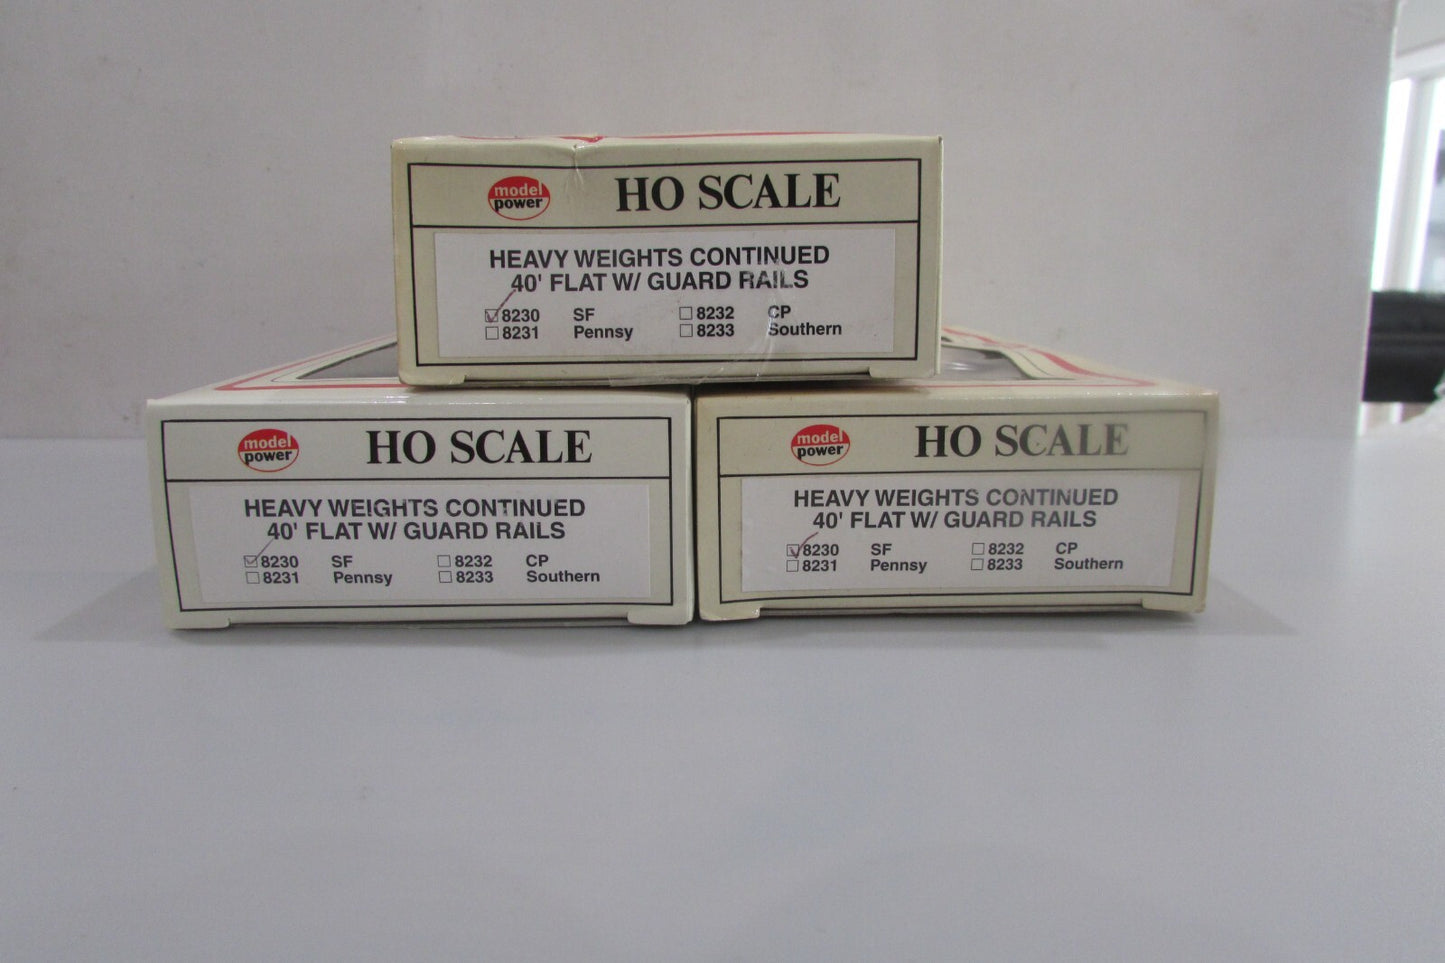 model
power
HO SCALE
HEAVY WEIGHTS CONTINUED
40' FLAT W/ GUARD RAILS
8230 SF 8232 CP
8231 Pennsy 8233 Southern
model
power
HO SCALE
HEAVY WEIGHTS CONTINUED
40' FLAT W/ GUARD RAILS
8230 SF 8232 CP
8231 Pennsy 8233 Southern
model
power
HO SCALE
HEAVY WEIGHTS CONTINUED
40' FLAT W/ GUARD RAILS
8230 SF 8232 CP
8231 Pennsy 8233 Southern